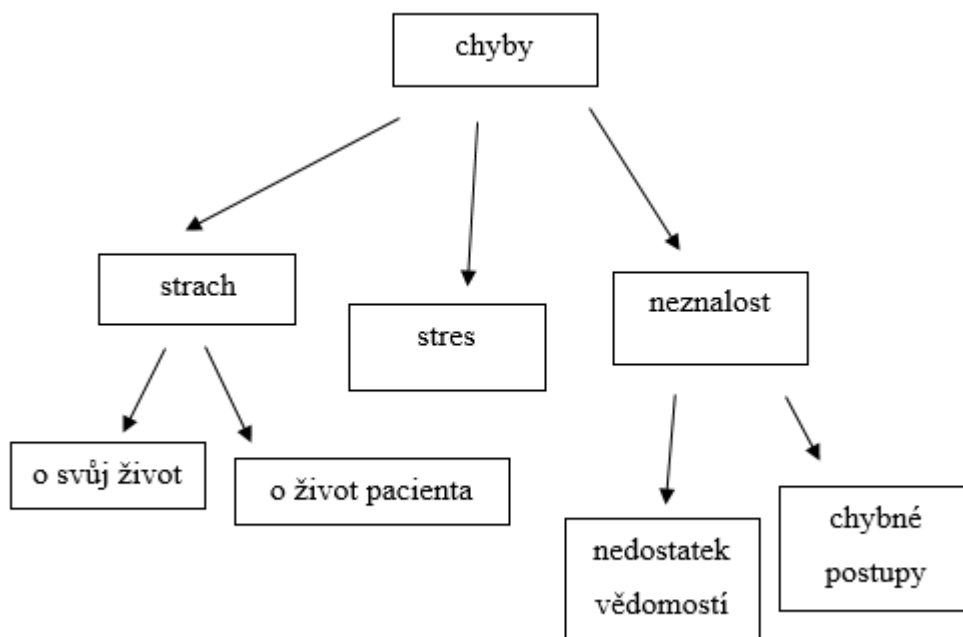 chyby
strach
stres
neznalost
o svůj život
o život pacienta
nedostatek
vědomostí
chybné
postupy